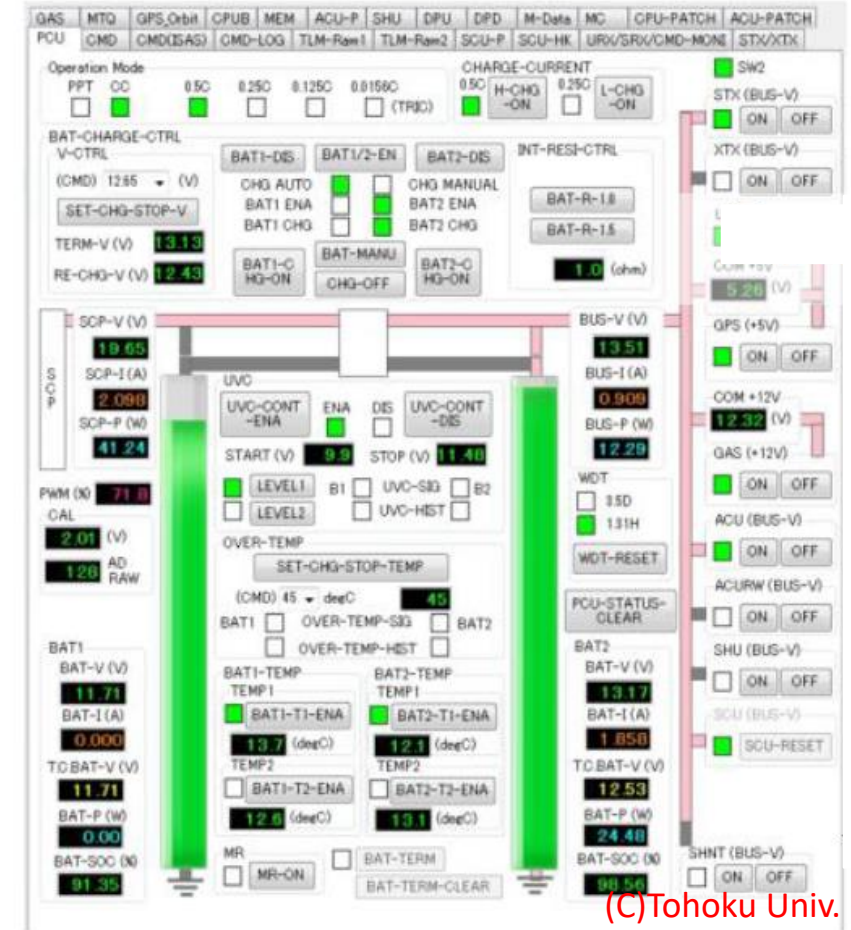 GAS MTQ GPS_Orbit CPUB MEM ACU-P SHU DPU DPD M-Data MC CPU-PATCH ACU-PATCH
PCU CMD CMD(ISAS) CMD-LOG TLM-Raw1 TLM-Raw2 SCU-P SCU-HK URX/SRX/CMD-MONI STX/XTX
Operation Mode
PPT CC 0.5C 0.25C 0.125C 0.0156C
(TRIC)
CHARGE-CURRENT
0.5C H-CHG-ON 0.25C L-CHG-ON
BAT-CHARGE-CTRL
V-CTRL
(CMD) 12.65 (V)
SET-CHG-STOP-V
TERM-V (V) 13.13
RE-CHG-V (V) 12.43
BAT1-DIS BAT1/2-EN BAT2-DIS
CHG AUTO CHG MANUAL
BAT1 ENA BAT2 ENA
BAT1 CHG BAT2 CHG
BAT1-CHG-ON BAT-MANU BAT2-CHG-ON
CHG-OFF
INT-RESI-CTRL
BAT-R-1.0
BAT-R-1.5
1.0 (ohm)
SW2
STX (BUS-V)
ON OFF
XTX (BUS-V)
ON OFF
COM +5V
5.26 (V)
GPS (+5V)
ON OFF
COM +12V
12.32 (V)
GAS (+12V)
ON OFF
ACU (BUS-V)
ON OFF
ACURW (BUS-V)
ON OFF
SHU (BUS-V)
ON OFF
SCU (BUS-V)
SCU-RESET
SHNT (BUS-V)
ON OFF
SCP
SCP-V (V)
19.65
SCP-I (A)
2.098
SCP-P (W)
41.24
PWM (%) 71.8
CAL
2.01 (V)
126 AD RAW
BUS-V (V)
13.51
BUS-I (A)
0.909
BUS-P (W)
12.29
WDT
3.5D
1.31H
WDT-RESET
PCU-STATUS-CLEAR
UVC
UVC-CONT-ENA ENA DIS UVC-CONT-DIS
START (V) 9.9 STOP (V) 11.48
LEVEL1 B1 UVC-SIG B2
LEVEL2 UVC-HIST
OVER-TEMP
SET-CHG-STOP-TEMP
(CMD) 45 degC 45
BAT1 OVER-TEMP-SIG BAT2
OVER-TEMP-HIST
BAT1-TEMP BAT2-TEMP
TEMP1 TEMP1
BAT1-T1-ENA BAT2-T1-ENA
13.7 (degC) 12.1 (degC)
TEMP2 TEMP2
BAT1-T2-ENA BAT2-T2-ENA
12.6 (degC) 13.1 (degC)
MR
MR-ON
BAT-TERM
BAT-TERM-CLEAR
BAT1
BAT-V (V)
11.71
BAT-I (A)
0.000
T.C.BAT-V (V)
11.71
BAT-P (W)
0.00
BAT-SOC (%)
91.35
BAT2
BAT-V (V)
13.17
BAT-I (A)
1.858
T.C.BAT-V (V)
12.53
BAT-P (W)
24.48
BAT-SOC (%)
98.56
(C)Tohoku Univ.